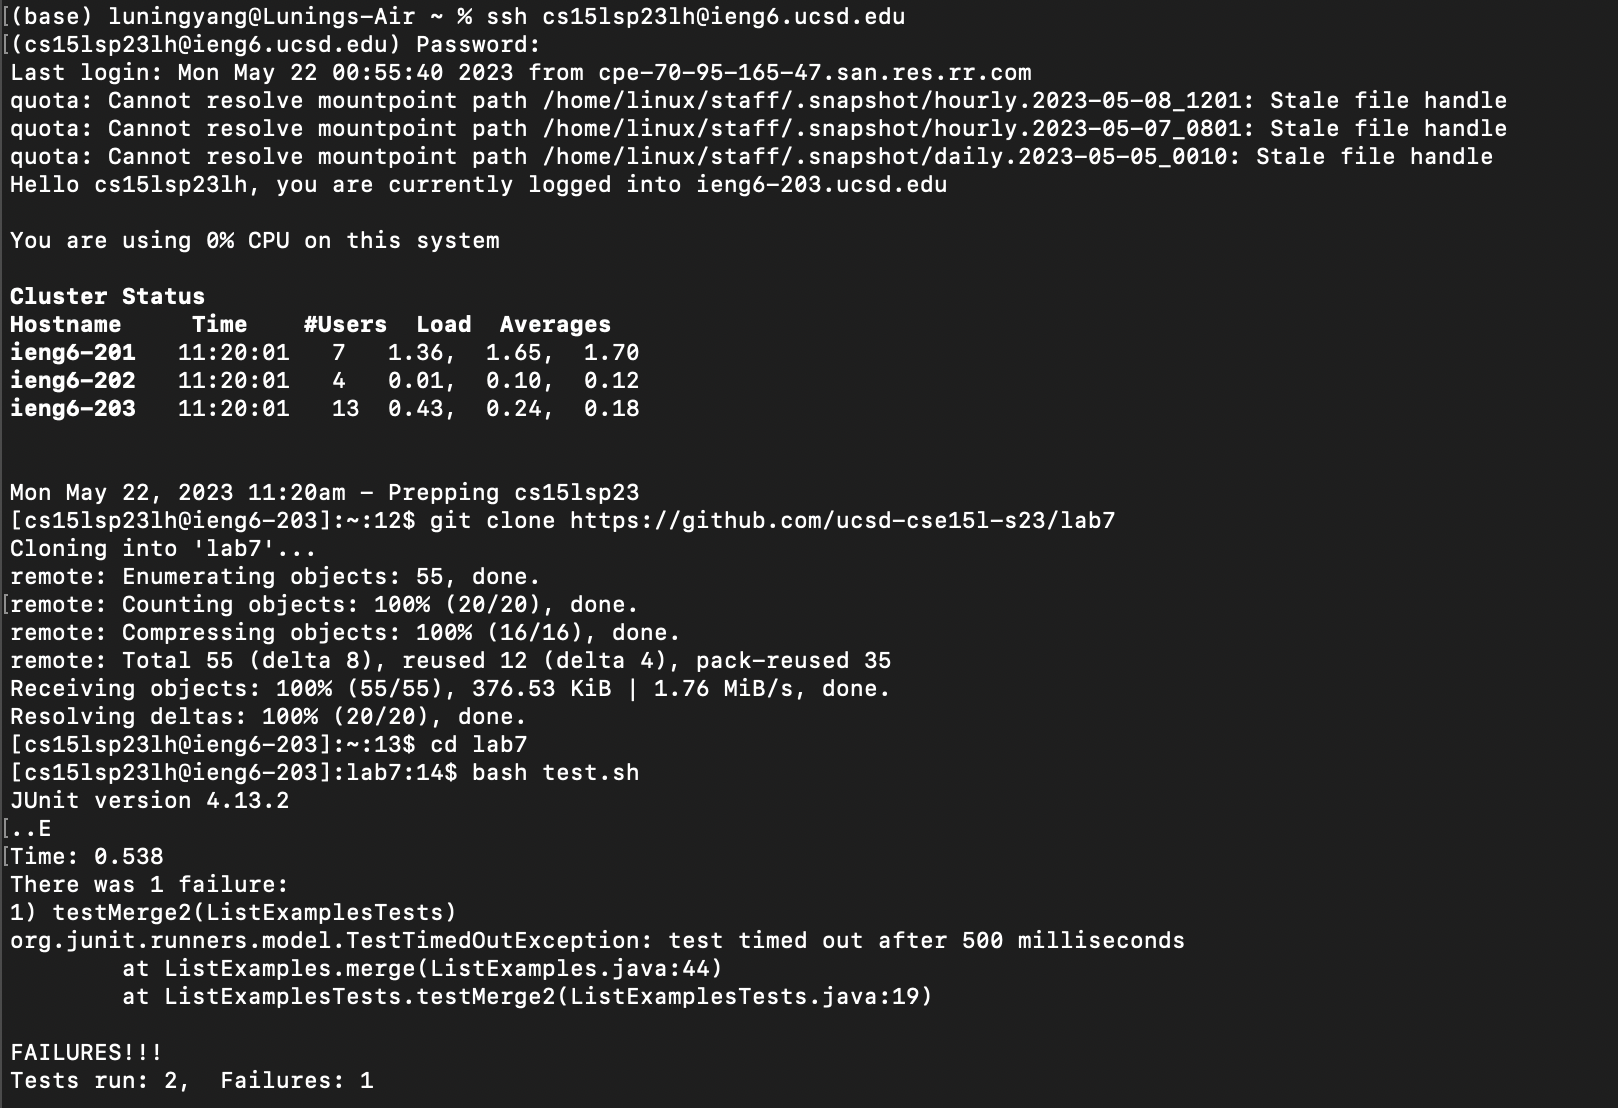 [(base) luningyang@Lunings-Air ~ % ssh cs15lsp23lh@ieng6.ucsd.edu
[(cs15lsp23lh@ieng6.ucsd.edu) Password:
Last login: Mon May 22 00:55:40 2023 from cpe-70-95-165-47.san.res.rr.com
quota: Cannot resolve mountpoint path /home/linux/staff/.snapshot/hourly.2023-05-08_1201: Stale file handle
quota: Cannot resolve mountpoint path /home/linux/staff/.snapshot/hourly.2023-05-07_0801: Stale file handle
quota: Cannot resolve mountpoint path /home/linux/staff/.snapshot/daily.2023-05-05_0010: Stale file handle
Hello cs15lsp23lh, you are currently logged into ieng6-203.ucsd.edu
You are using 0% CPU on this system
Cluster Status
Hostname     Time    #Users  Load  Averages
ieng6-201   11:20:01   7   1.36,  1.65,  1.70
ieng6-202   11:20:01   4   0.01,  0.10,  0.12
ieng6-203   11:20:01   13  0.43,  0.24,  0.18
Mon May 22, 2023 11:20am - Prepping cs15lsp23
[cs15lsp23lh@ieng6-203]:~:12$ git clone https://github.com/ucsd-cse15l-s23/lab7
Cloning into 'lab7'...
remote: Enumerating objects: 55, done.
[remote: Counting objects: 100% (20/20), done.
remote: Compressing objects: 100% (16/16), done.
remote: Total 55 (delta 8), reused 12 (delta 4), pack-reused 35
Receiving objects: 100% (55/55), 376.53 KiB | 1.76 MiB/s, done.
Resolving deltas: 100% (20/20), done.
[cs15lsp23lh@ieng6-203]:~:13$ cd lab7
[cs15lsp23lh@ieng6-203]:lab7:14$ bash test.sh
JUnit version 4.13.2
[..E
[Time: 0.538
There was 1 failure:
1) testMerge2(ListExamplesTests)
org.junit.runners.model.TestTimedOutException: test timed out after 500 milliseconds
        at ListExamples.merge(ListExamples.java:44)
        at ListExamplesTests.testMerge2(ListExamplesTests.java:19)
FAILURES!!!
Tests run: 2,  Failures: 1